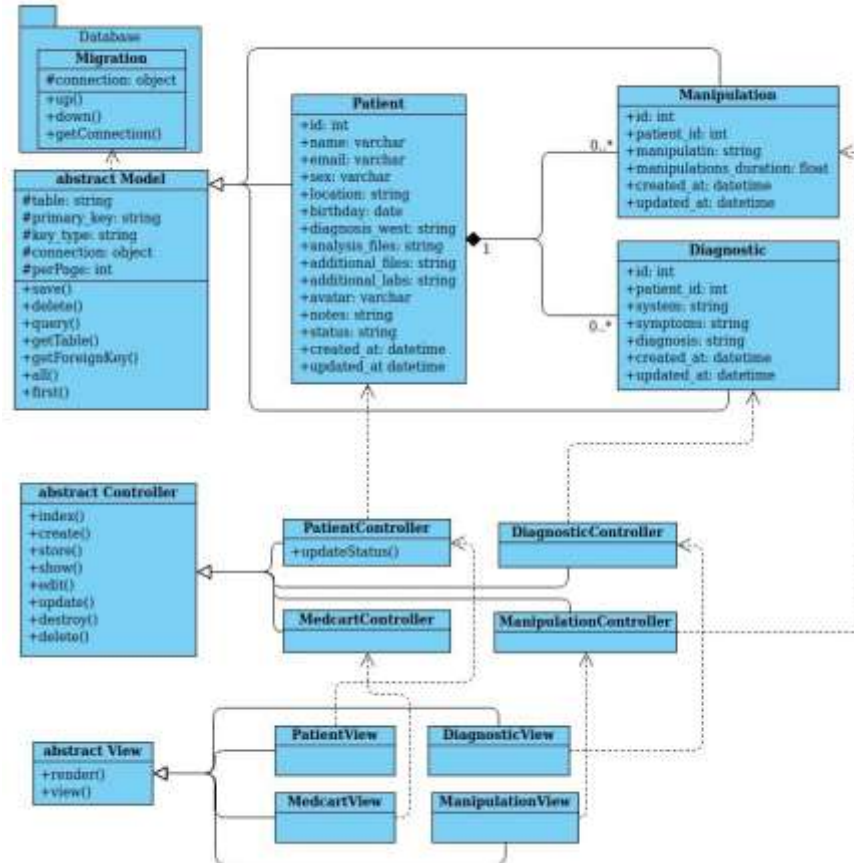 Database
Migration
#connection: object
+up()
+down()
+getConnection()
abstract Model
#table: string
#primary_key: string
#key_type: string
#connection: object
#perPage: int
+save()
+delete()
+query()
+getTable()
+getForeignKey()
+all()
+first()
Patient
+id: int
+name: varchar
+email: varchar
+sex: varchar
+location: string
+birthday: date
+diagnosis_west: string
+analysis_files: string
+additional_files: string
+additional_labs: string
+avatar: varchar
+notes: string
+status: string
+created_at: datetime
+updated_at datetime
1
0..*
0..*
Manipulation
+id: int
+patient_id: int
+manipulatin: string
+manipulations_duration: float
+created_at: datetime
+updated_at: datetime
Diagnostic
+id: int
+patient_id: int
+system: string
+symptoms: string
+diagnosis: string
+created_at: datetime
+updated_at: datetime
abstract Controller
+index()
+create()
+store()
+show()
+edit()
+update()
+destroy()
+delete()
PatientController
+updateStatus()
DiagnosticController
MedcartController
ManipulationController
abstract View
+render()
+view()
PatientView
DiagnosticView
MedcartView
ManipulationView